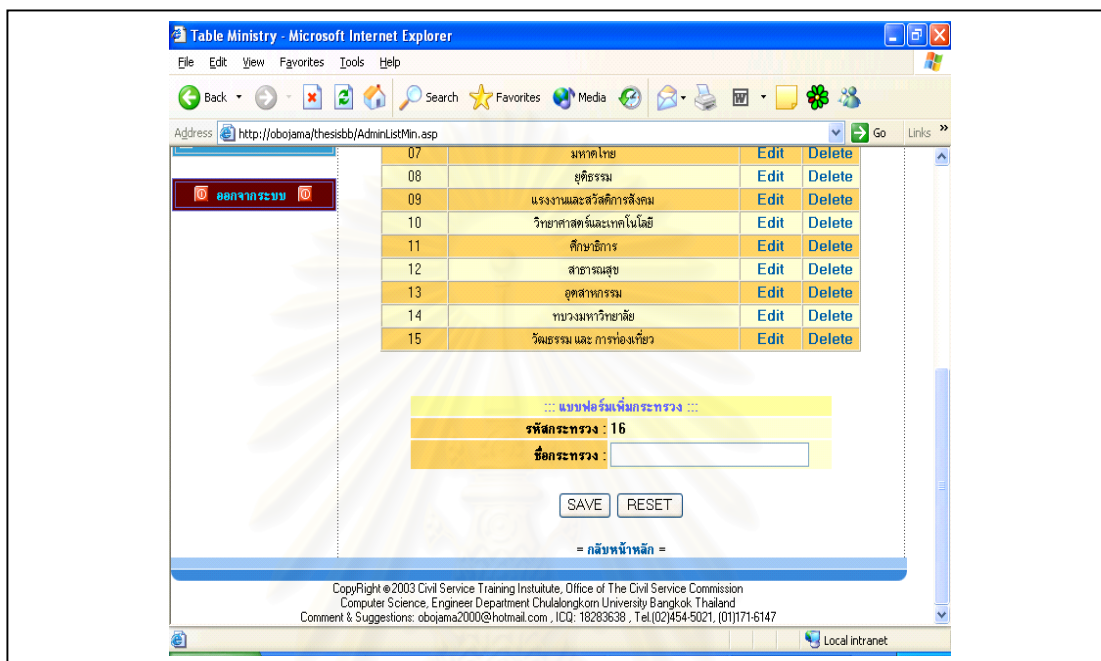 Table Ministry - Microsoft Internet Explorer
File Edit View Favorites Tools Help
Back Search Favorites Media
Address http://obojama/thesisbb/AdminListMin.asp Go Links »
07 มหาดไทย Edit Delete
08 ยุติธรรม Edit Delete
ออกจากระบบ
09 แรงงานและสวัสดิการสังคม Edit Delete
10 วิทยาศาสตร์และเทคโนโลยี Edit Delete
11 ศึกษาธิการ Edit Delete
12 สาธารณสุข Edit Delete
13 อุตสาหกรรม Edit Delete
14 ทบวงมหาวิทยาลัย Edit Delete
15 วัฒธรรม และ การท่องเที่ยว Edit Delete
::: แบบฟอร์มเพิ่มกระทรวง :::
รหัสกระทรวง : 16
ชื่อกระทรวง :
SAVE RESET
= กลับหน้าหลัก =
CopyRight @ 2003 Civil Service Training Instuitute, Office of The Civil Service Commission
Computer Science, Engineer Department Chulalongkorn University Bangkok Thailand
Comment & Suggestions: obojama2000@hotmail.com , ICQ: 18283638 , Tel.(02)454-5021, (01)171-6147
Local intranet